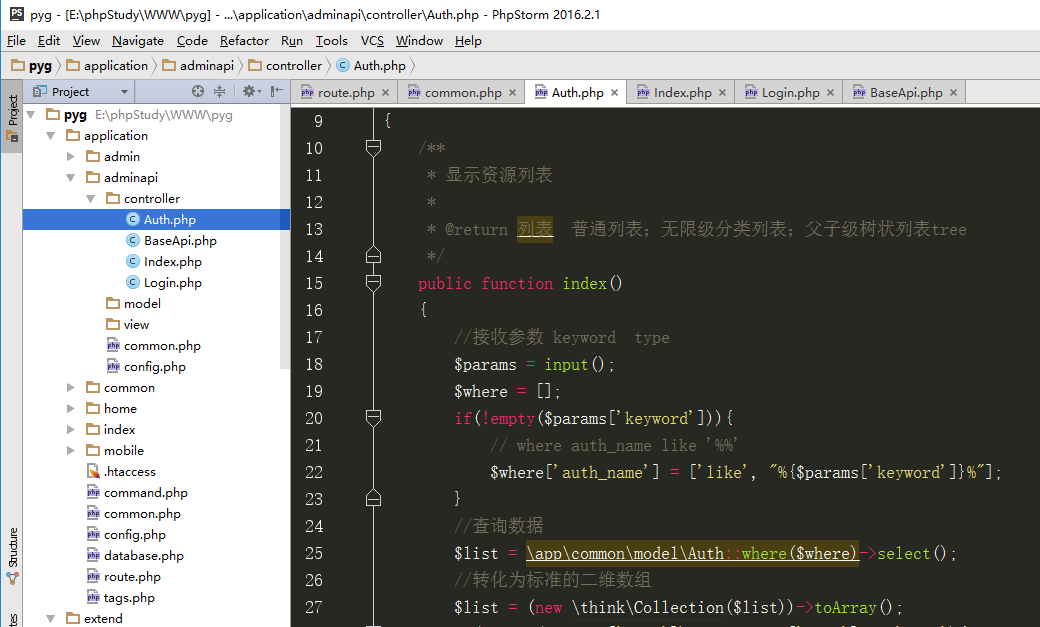 pyg - [E:\phpStudy\WWW\pyg] - ...\application\adminapi\controller\Auth.php - PhpStorm 2016.2.1
File Edit View Navigate Code Refactor Run Tools VCS Window Help
pyg application adminapi controller Auth.php
Project
route.php common.php Auth.php Index.php Login.php BaseApi.php
Project
Structure
pyg E:\phpStudy\WWW\pyg
application
admin
adminapi
controller
Auth.php
BaseApi.php
Index.php
Login.php
model
view
common.php
config.php
common
home
index
mobile
.htaccess
command.php
common.php
config.php
database.php
route.php
tags.php
extend
9 {
10 /**
11 * 显示资源列表
12 *
13 * @return 列表 普通列表；无限级分类列表；父子级树状列表tree
14 */
15 public function index()
16 {
17 //接收参数 keyword type
18 $params = input();
19 $where = [];
20 if(!empty($params['keyword'])){
21 // where auth_name like '%%'
22 $where['auth_name'] = ['like', "%{$params['keyword']}%"];
23 }
24 //查询数据
25 $list = \app\common\model\Auth::where($where)->select();
26 //转化为标准的二维数组
27 $list = (new \think\Collection($list))->toArray();